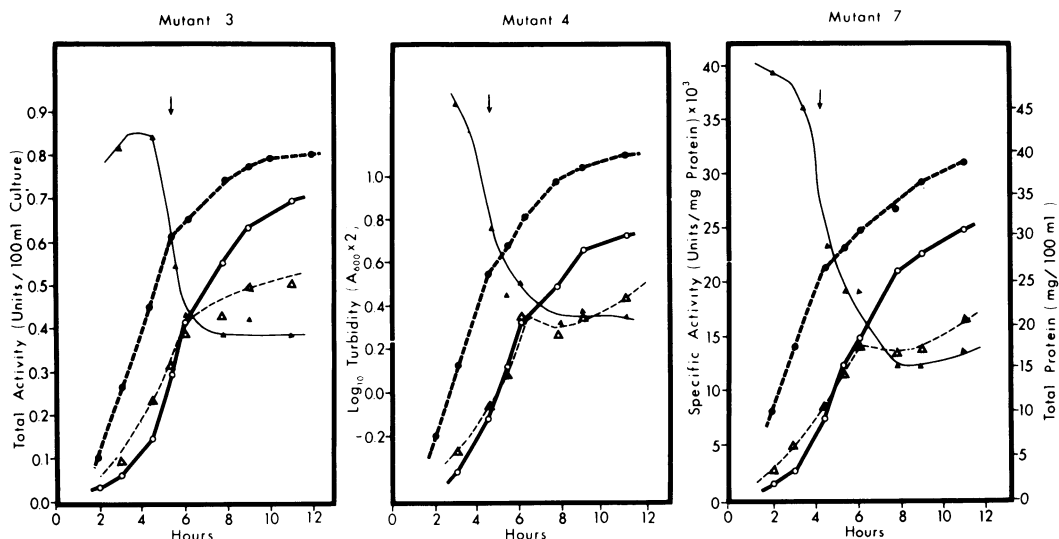 Mutant 3
Mutant 4
Mutant 7
Total Activity (Units/100ml Culture)
0.9
0.8
0.7
0.6
0.5
0.4
0.3
0.2
0.1
0.0
0 2 4 6 8 10 12
Hours
Log10 Turbidity (A600 x 2,
1.0
0.8
0.6
0.4
0.2
0.0
-0.2
0 2 4 6 8 10 12
Hours
Specific Activity (Units/mg Protein) x 10³
40
35
30
25
20
15
10
5
0
0 2 4 6 8 10 12
Hours
Total Protein (mg/100 ml)
45
40
35
30
25
20
15
10
5
0